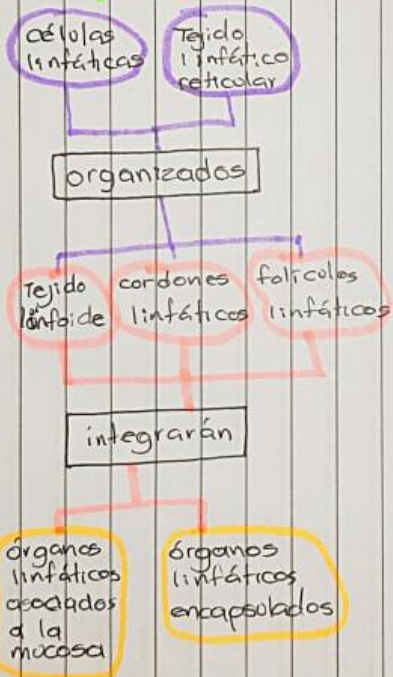 células
linfáticas
Tejido
linfático
reticular
organizados
Tejido
linfoide
cordones
linfáticos
folículos
linfáticos
integrarán
órganos
linfáticos
asociados
a la
mucosa
órganos
linfáticos
encapsulados